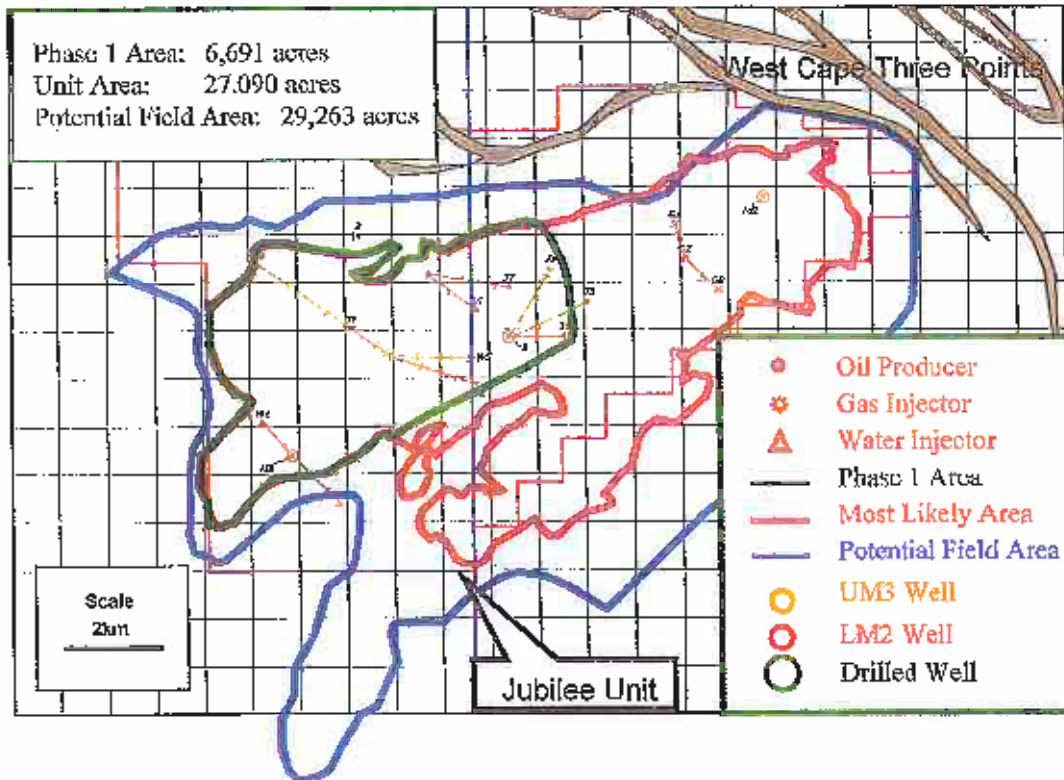 Phase 1 Area: 6,691 acres
Unit Area: 27.090 acres
Potential Field Area: 29,263 acres
West Cape Three Points
Oil Producer
Gas Injector
Water Injector
Phase 1 Area
Most Likely Area
Potential Field Area
UM3 Well
LM2 Well
Drilled Well
Scale
2km
Jubilee Unit